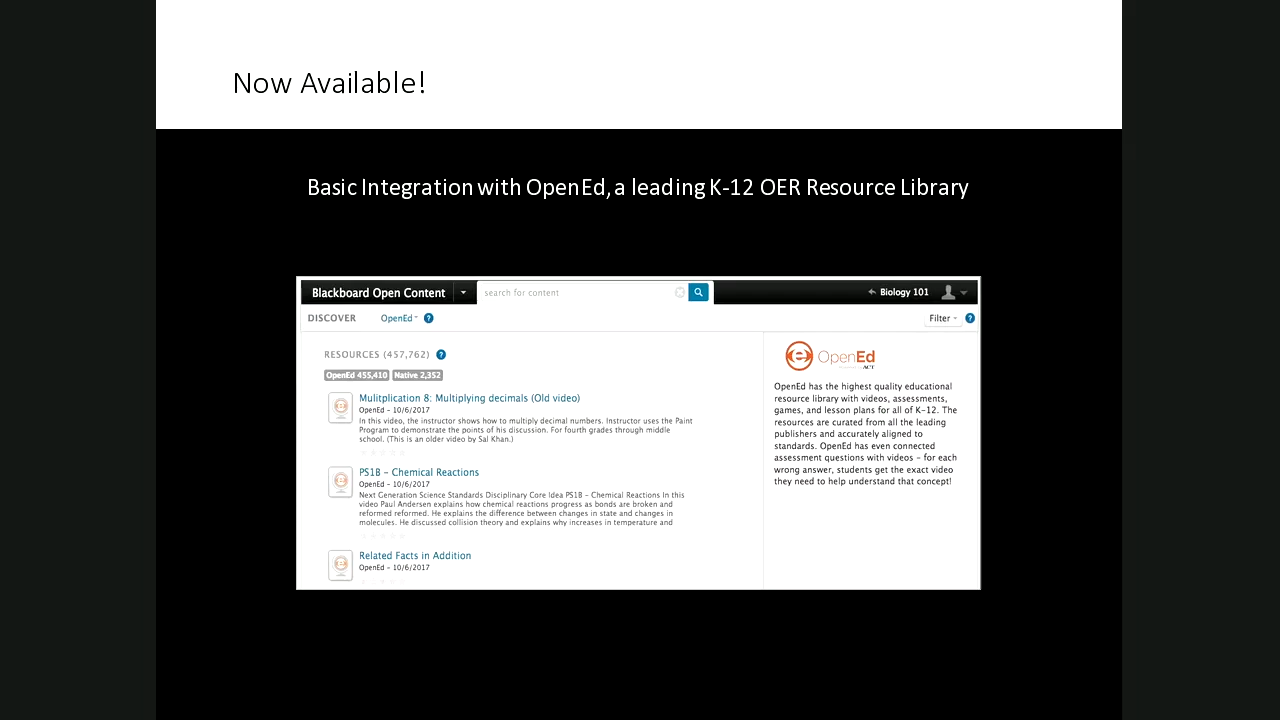 Now Available!
Basic Integration with OpenEd, a leading K-12 OER Resource Library
Blackboard Open Content
search for content
Biology 101
DISCOVER
OpenEd
?
Filter
?
RESOURCES (457,762)
?
OpenEd 455,410 Native 2,352
Mulitplication 8: Multiplying decimals (Old video)
OpenEd – 10/6/2017
In this video, the instructor shows how to multiply decimal numbers. Instructor uses the Paint
Program to demonstrate the points of his discussion. For fourth grades through middle
school. (This is an older video by Sal Khan.)
PS1B – Chemical Reactions
OpenEd – 10/6/2017
Next Generation Science Standards Disciplinary Core Idea PS1B – Chemical Reactions In this
video Paul Andersen explains how chemical reactions progress as bonds are broken and
reformed reformed. He explains the difference between changes in state and changes in
molecules. He discussed collision theory and explains why increases in temperature and
Related Facts in Addition
OpenEd – 10/6/2017
OpenEd
ACT
OpenEd has the highest quality educational
resource library with videos, assessments,
games, and lesson plans for all of K-12. The
resources are curated from all the leading
publishers and accurately aligned to
standards. OpenEd has even connected
assessment questions with videos – for each
wrong answer, students get the exact video
they need to help understand that concept!